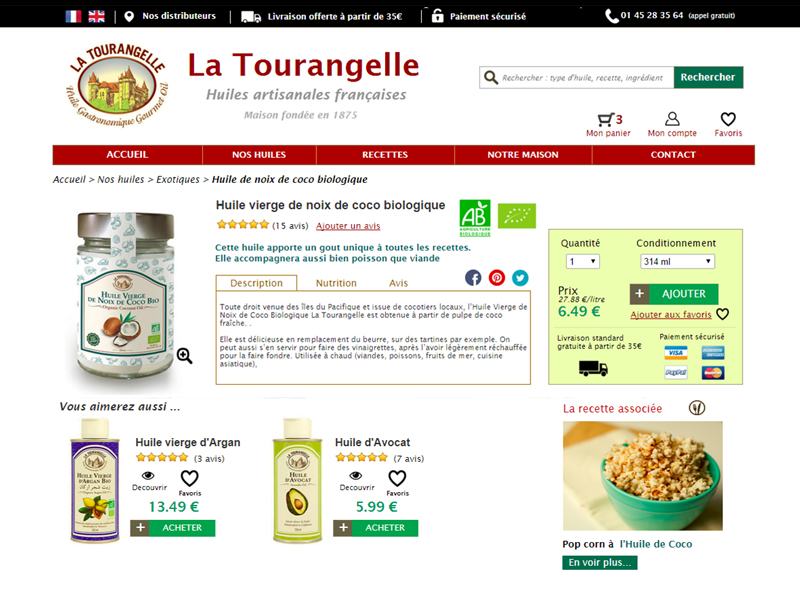 Nos distributeurs
Livraison offerte à partir de 35€
Paiement sécurisé
01 45 28 35 64 (appel gratuit)
LA TOURANGELLE
Huile Gastronomique Gourmet Oil
La Tourangelle
Huiles artisanales françaises
Maison fondée en 1875
Rechercher : type d'huile, recette, ingrédient
Rechercher
3
Mon panier
Mon compte
Favoris
ACCUEIL
NOS HUILES
RECETTES
NOTRE MAISON
CONTACT
Accueil > Nos huiles > Exotiques > Huile de noix de coco biologique
Huile vierge de noix de coco biologique
(15 avis) Ajouter un avis
AB
AGRICULTURE
BIOLOGIQUE
Cette huile apporte un gout unique à toutes les recettes.
Elle accompagnera aussi bien poisson que viande
Description
Nutrition
Avis
Toute droit venue des îles du Pacifique et issue de cocotiers locaux, l'Huile Vierge de
Noix de Coco Biologique La Tourangelle est obtenue à partir de pulpe de coco
fraîche. .
Elle est délicieuse en remplacement du beurre, sur des tartines par exemple. On
peut aussi s'en servir pour faire des vinaigrettes, après l'avoir légèrement réchauffée
pour la faire fondre. Utilisée à chaud (viandes, poissons, fruits de mer, cuisine
asiatique),
HUILE VIERGE
DE NOIX DE COCO BIO
Organic Coconut Oil
Quantité
Conditionnement
1
314 ml
Prix
27.88 €/litre
6.49 €
+ AJOUTER
Ajouter aux favoris
Livraison standard
gratuite à partir de 35€
Paiement sécurisé
VISA
PayPal
MasterCard
Vous aimerez aussi ...
HUILE VIERGE
D'ARGAN BIO
Huile vierge d'Argan
(3 avis)
Decouvrir
Favoris
13.49 €
+ ACHETER
HUILE
D'AVOCAT
Huile d'Avocat
(7 avis)
Decouvrir
Favoris
5.99 €
+ ACHETER
La recette associée
Pop corn à l'Huile de Coco
En voir plus...